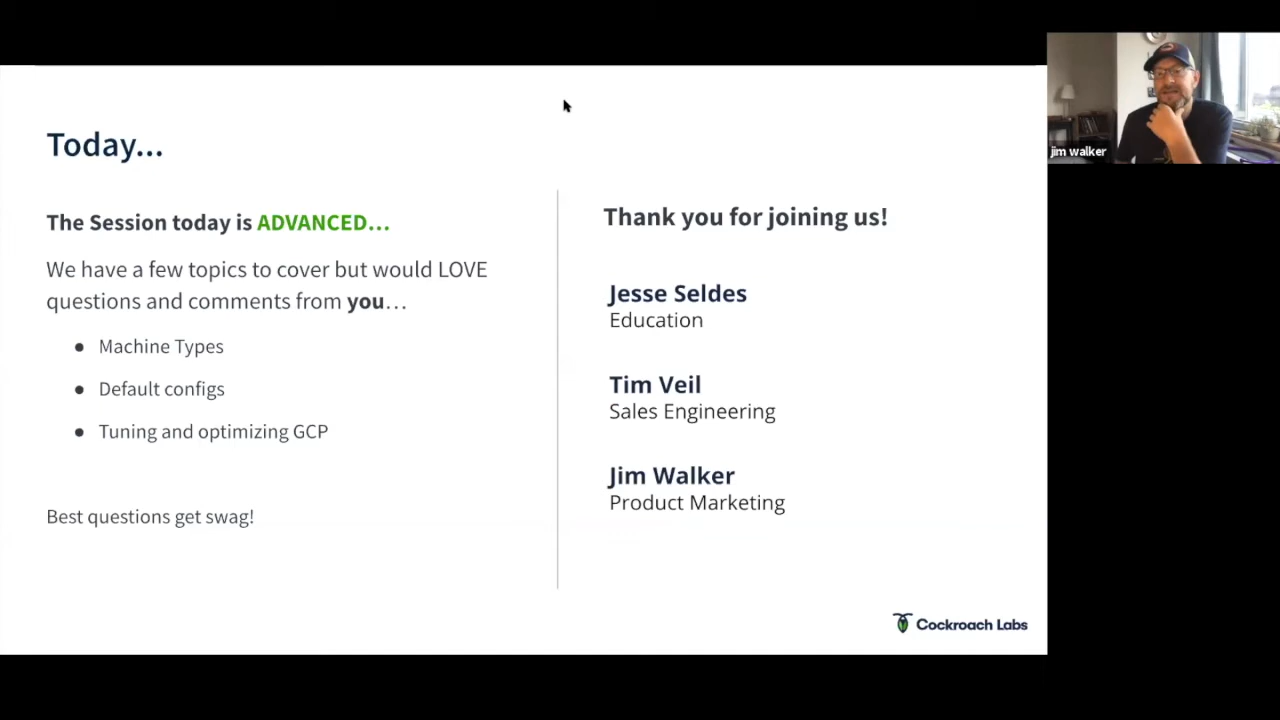 Today...
The Session today is ADVANCED...
We have a few topics to cover but would LOVE
questions and comments from you...
● Machine Types
● Default configs
● Tuning and optimizing GCP
Best questions get swag!
Thank you for joining us!
Jesse Seldes
Education
Tim Veil
Sales Engineering
Jim Walker
Product Marketing
Cockroach Labs
jim walker